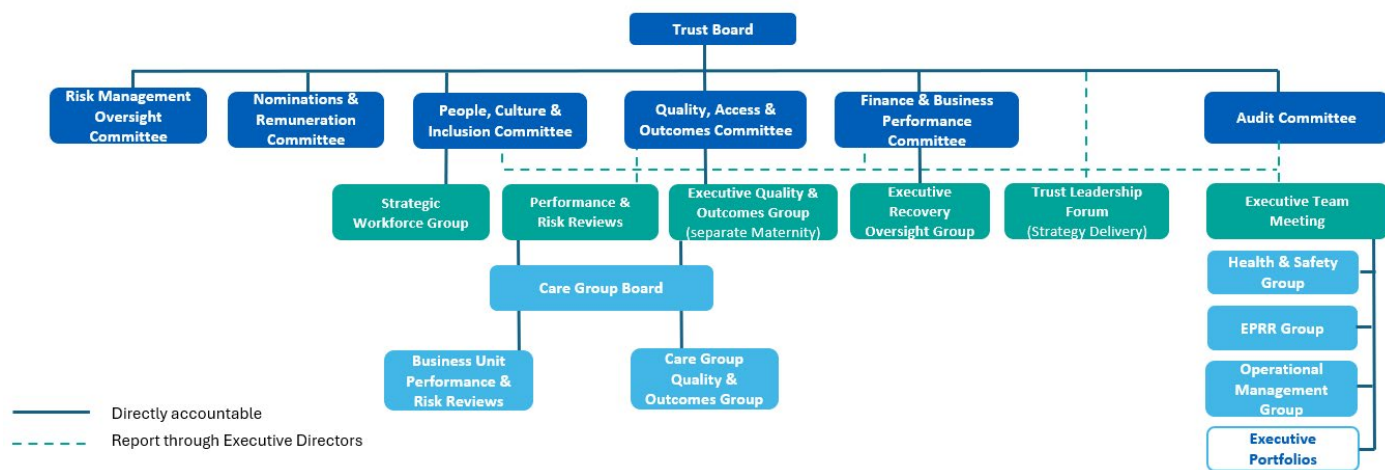 Trust Board
Risk Management
Oversight
Committee
Nominations &
Remuneration
Committee
People, Culture &
Inclusion Committee
Quality, Access &
Outcomes Committee
Finance & Business
Performance
Committee
Audit Committee
Strategic
Workforce Group
Performance &
Risk Reviews
Executive Quality &
Outcomes Group
(separate Maternity)
Executive
Recovery
Oversight Group
Trust Leadership
Forum
(Strategy Delivery)
Executive Team
Meeting
Care Group Board
Health & Safety
Group
EPRR Group
Business Unit
Performance &
Risk Reviews
Care Group
Quality &
Outcomes Group
Operational
Management
Group
Executive
Portfolios
Directly accountable
Report through Executive Directors